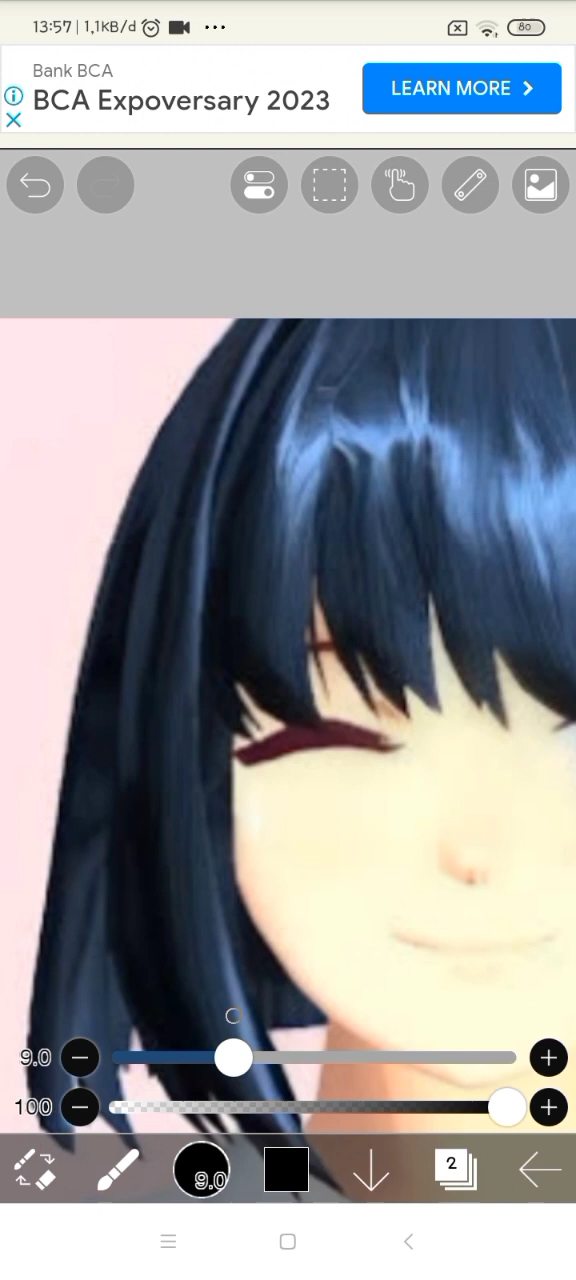 13:57 | 1,1KB/d ... 80
Bank BCA
BCA Expoversary 2023
LEARN MORE
9.0
100
9.0
2